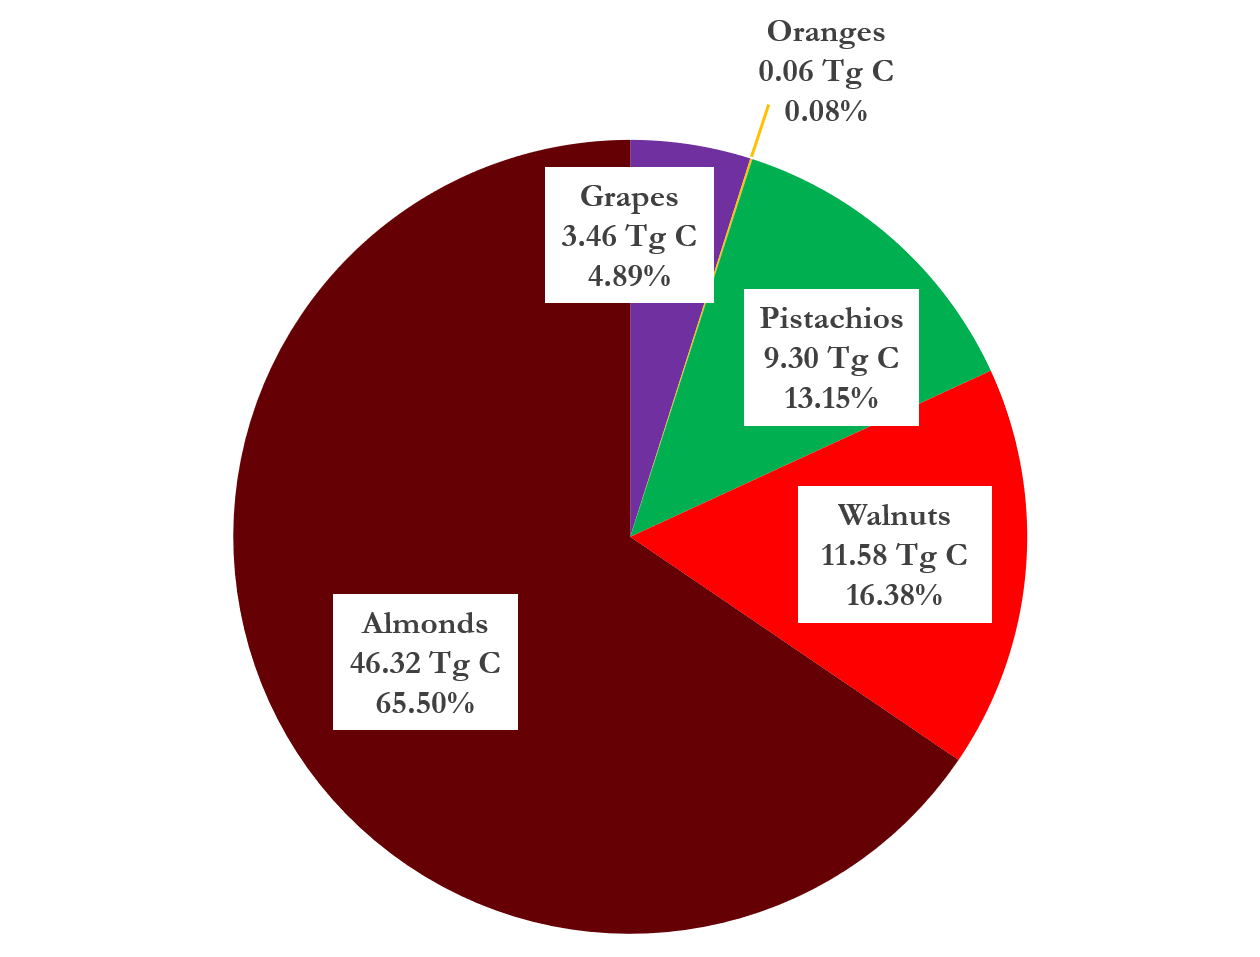 Oranges
0.06 Tg C
0.08%
Grapes
3.46 Tg C
4.89%
Pistachios
9.30 Tg C
13.15%
Walnuts
11.58 Tg C
16.38%
Almonds
46.32 Tg C
65.50%